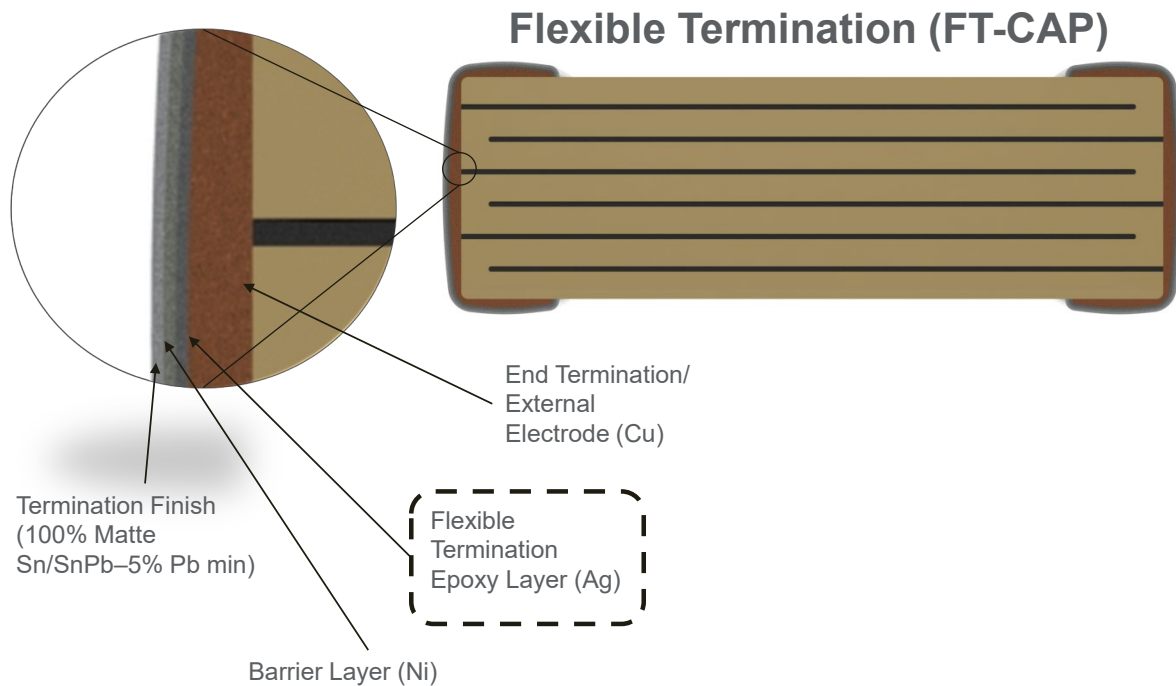 Flexible Termination (FT-CAP)
End Termination/
External
Electrode (Cu)
Termination Finish
(100% Matte
Sn/SnPb–5% Pb min)
Flexible
Termination
Epoxy Layer (Ag)
Barrier Layer (Ni)